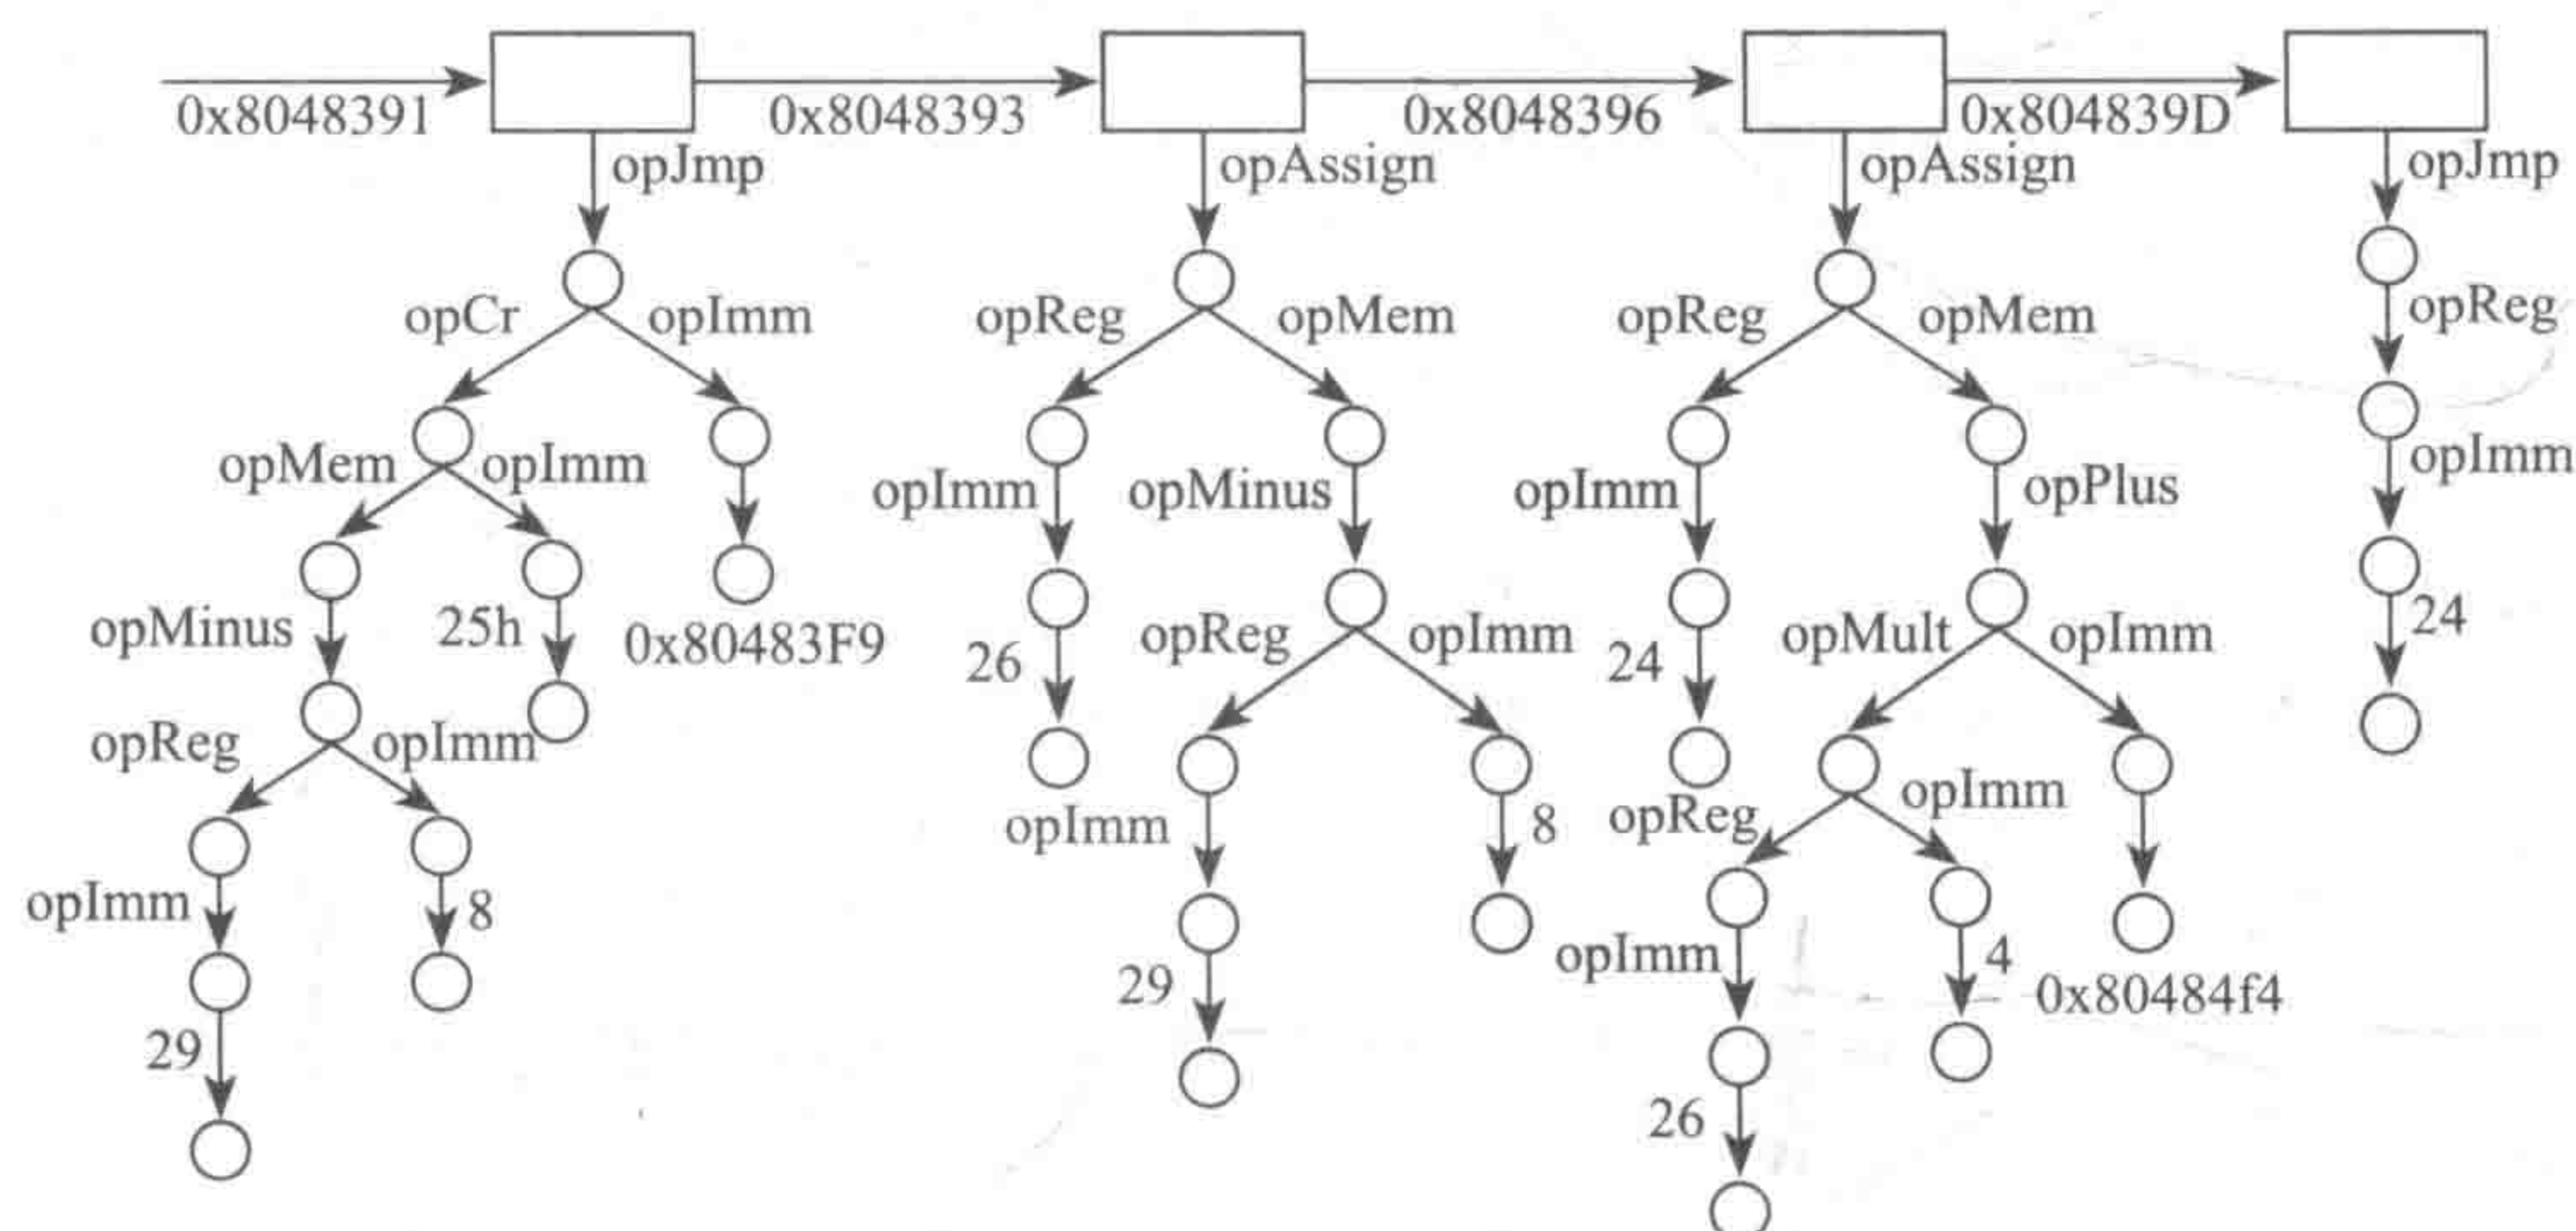 0x8048391 0x8048393 0x8048396 0x804839D
opJmp opAssign opAssign opJmp
opCr opImm opReg opMem opReg opMem opReg
opMem opImm opImm opMinus opImm opPlus opImm
opMinus 25h 0x80483F9 26 opReg opImm 24 opMult opImm 24
opReg opImm opImm 8 opReg opImm
opImm 8 29 opImm 4 0x80484f4
29 26